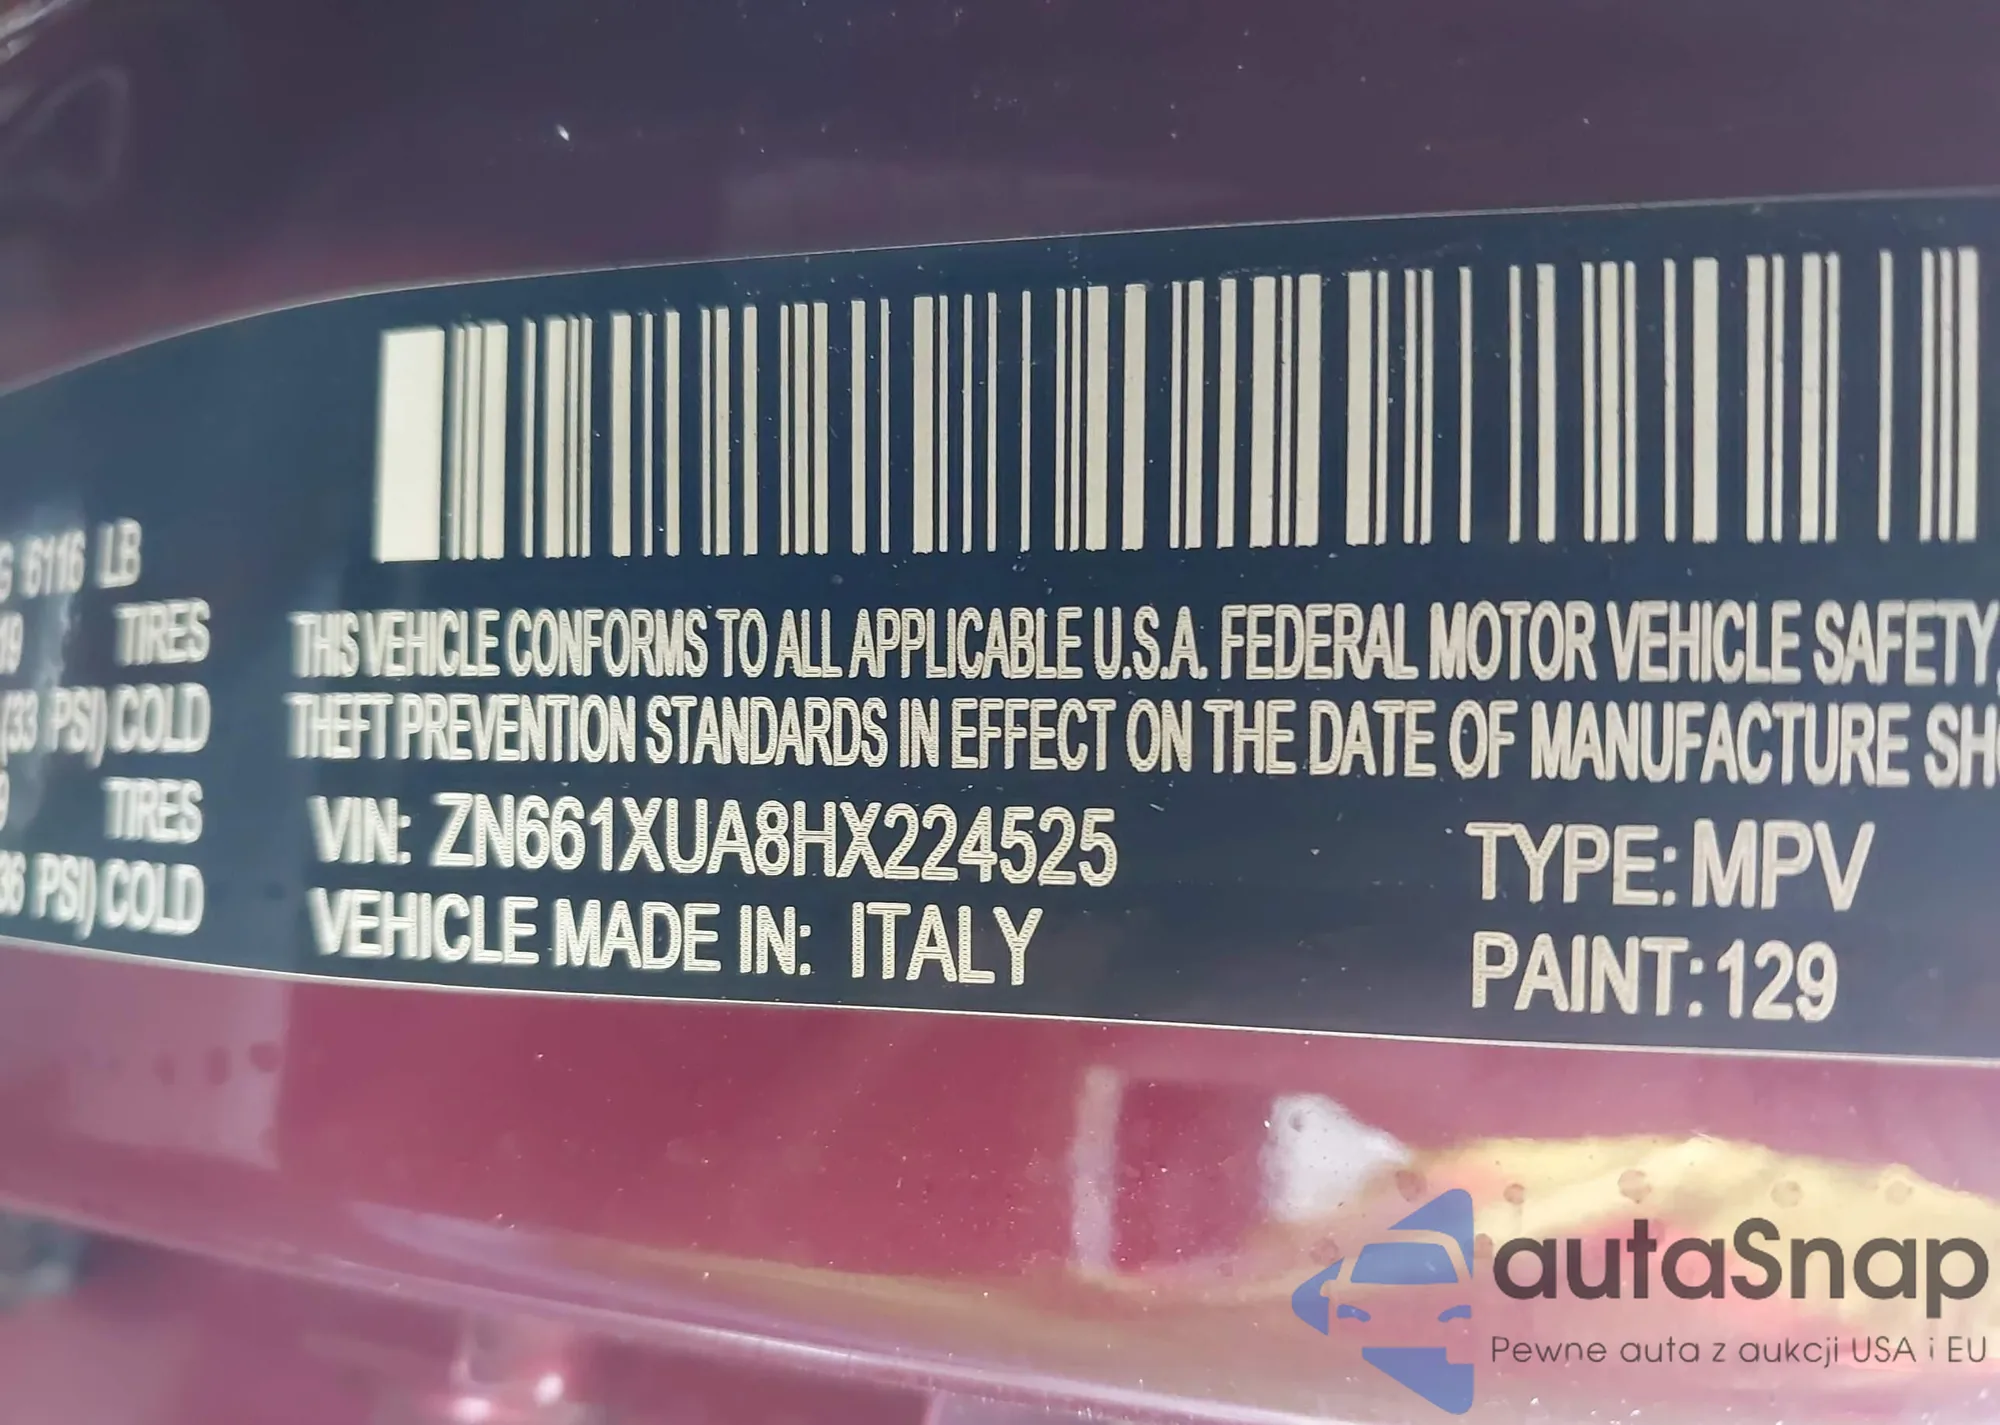 6116 LB
19 TIRES
(33 PSI) COLD
TIRES
36 PSI) COLD
THIS VEHICLE CONFORMS TO ALL APPLICABLE U.S.A. FEDERAL MOTOR VEHICLE SAFETY,
THEFT PREVENTION STANDARDS IN EFFECT ON THE DATE OF MANUFACTURE
VIN: ZN661XUA8HX224525
TYPE: MPV
VEHICLE MADE IN: ITALY
PAINT: 129
autaSnap
Pewne auta z aukcji USA i EU